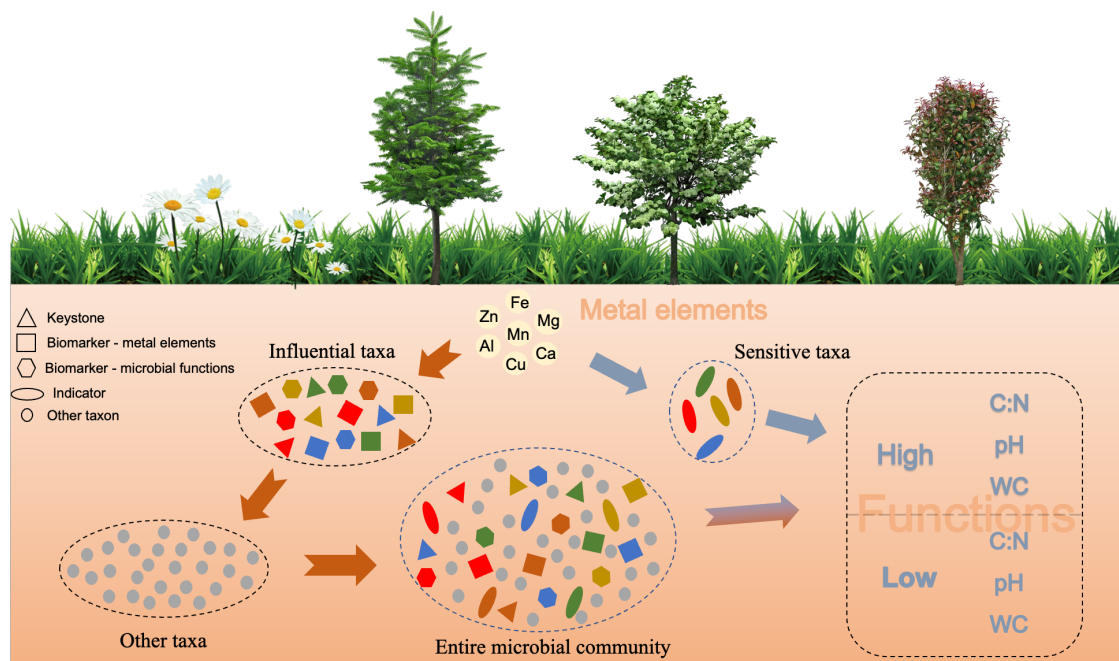 Metal elements
Fe
Zn
Mg
Mn
Al
Ca
Cu
Keystone
Biomarker - metal elements
Biomarker - microbial functions
Indicator
Other taxon
Influential taxa
Sensitive taxa
C:N
High
pH
WC
Functions
C:N
Low
pH
WC
Other taxa
Entire microbial community